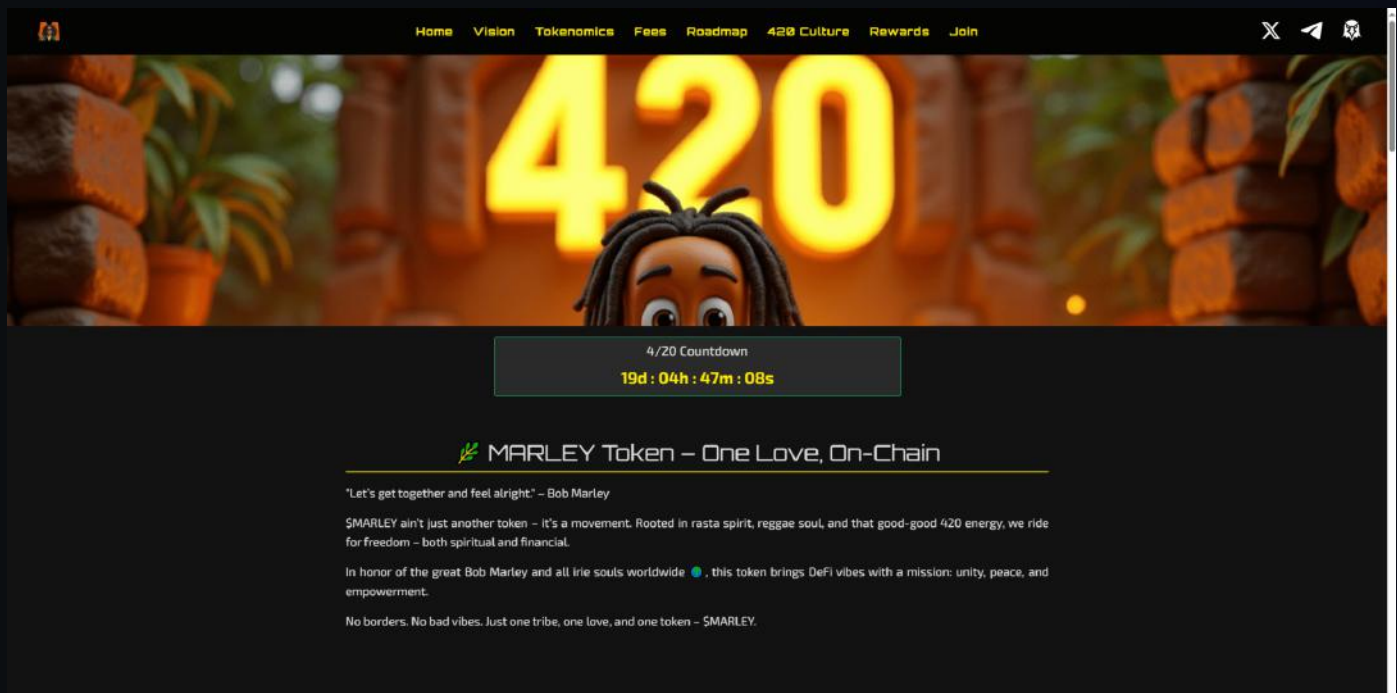 Home Vision Tokenomics Fees Roadmap 420 Culture Rewards Join
420
4/20 Countdown
19d : 04h : 47m : 08s
MARLEY Token – One Love, On-Chain
"Let's get together and feel alright." – Bob Marley
$MARLEY ain't just another token – it's a movement. Rooted in rasta spirit, reggae soul, and that good-good 420 energy, we ride
for freedom – both spiritual and financial.
In honor of the great Bob Marley and all irie souls worldwide 🌍 , this token brings DeFi vibes with a mission: unity, peace, and
empowerment.
No borders. No bad vibes. Just one tribe, one love, and one token – $MARLEY.